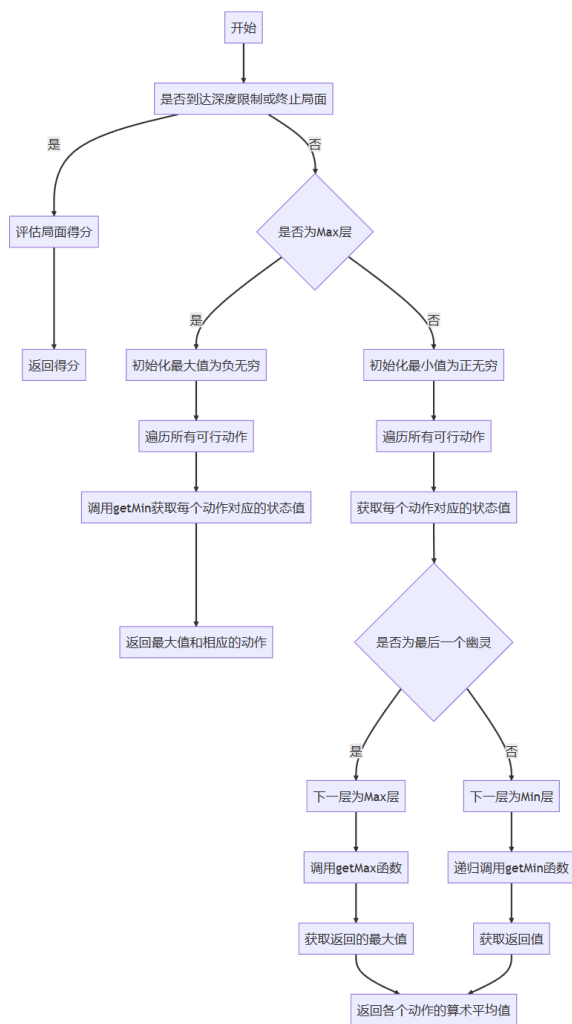 开始
是否到达深度限制或终止局面
是
否
评估局面得分
是否为Max层
是
否
返回得分
初始化最大值为负无穷
初始化最小值为正无穷
遍历所有可行动作
遍历所有可行动作
调用getMin获取每个动作对应的状态值
获取每个动作对应的状态值
返回最大值和相应的动作
是否为最后一个幽灵
是
否
下一层为Max层
下一层为Min层
调用getMax函数
递归调用getMin函数
获取返回的最大值
获取返回值
返回各个动作的算术平均值